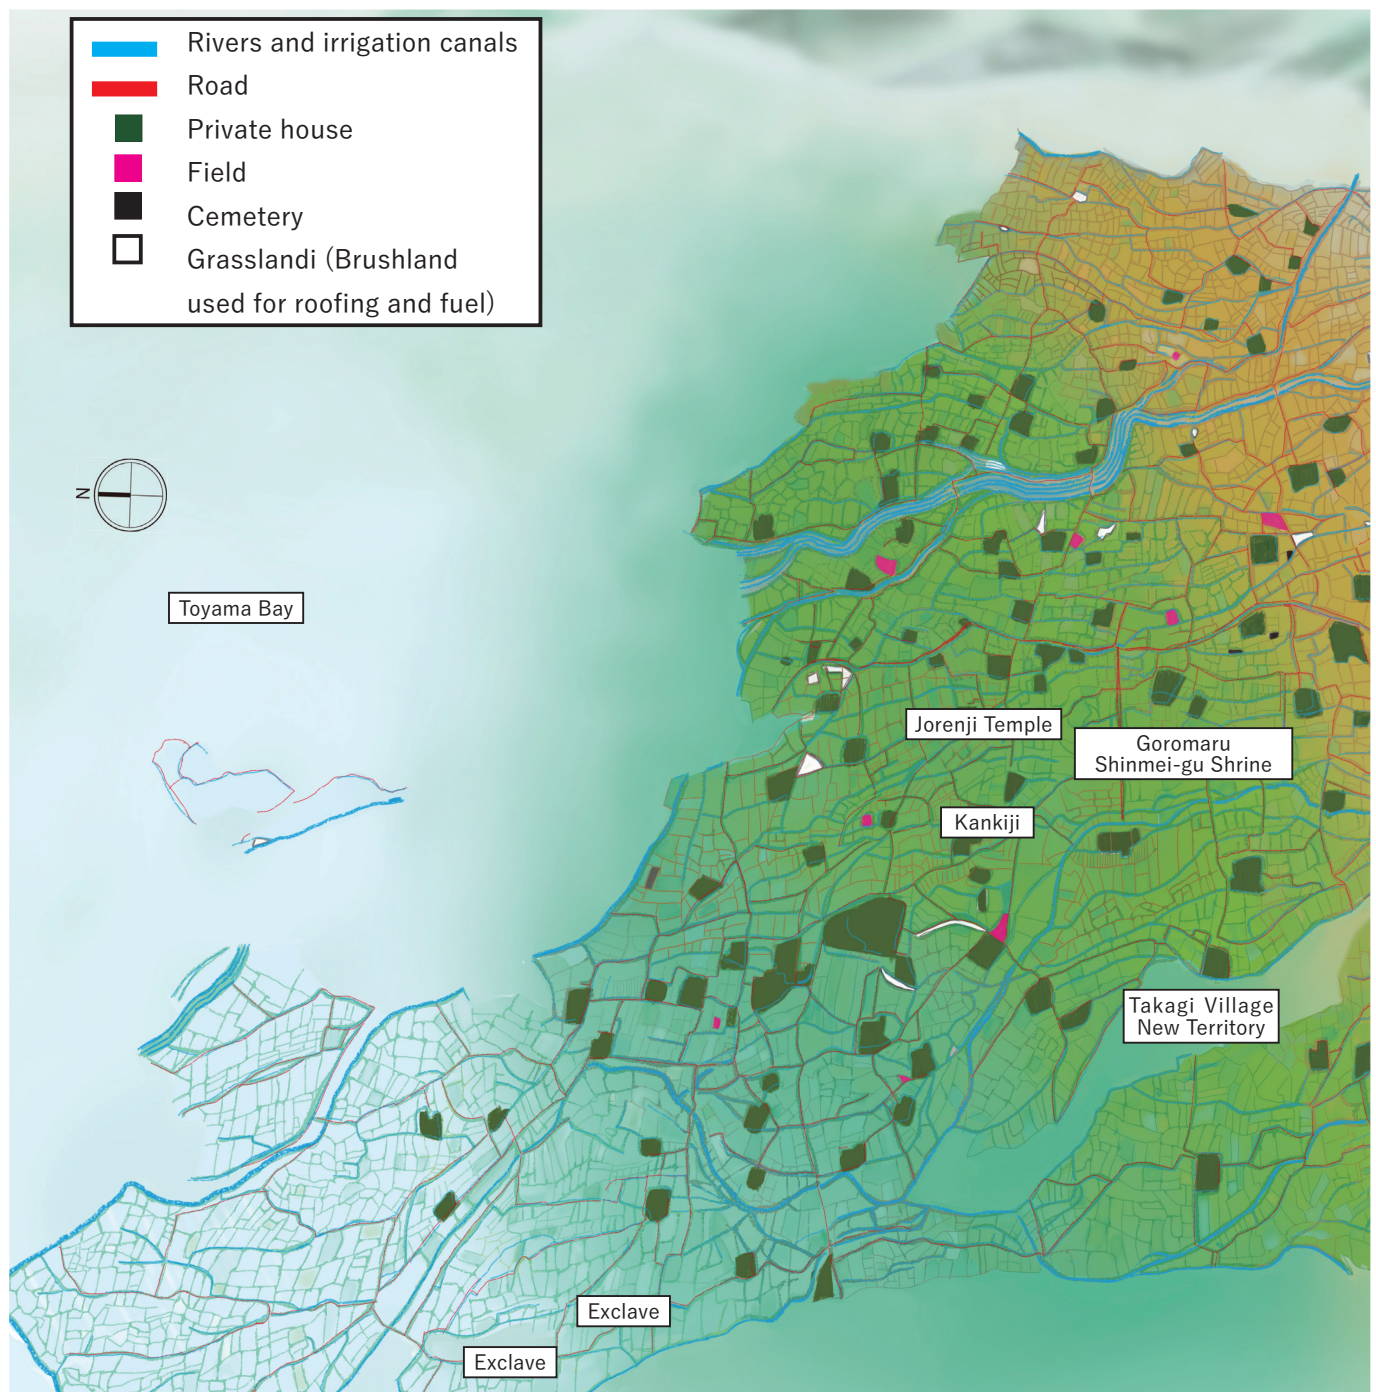 Rivers and irrigation canals
Road
Private house
Field
Cemetery
Grasslandi (Brushland
used for roofing and fuel)
N
Toyama Bay
Jorenji Temple
Goromaru
Shinmei-gu Shrine
Kankiji
Takagi Village
New Territory
Exclave
Exclave